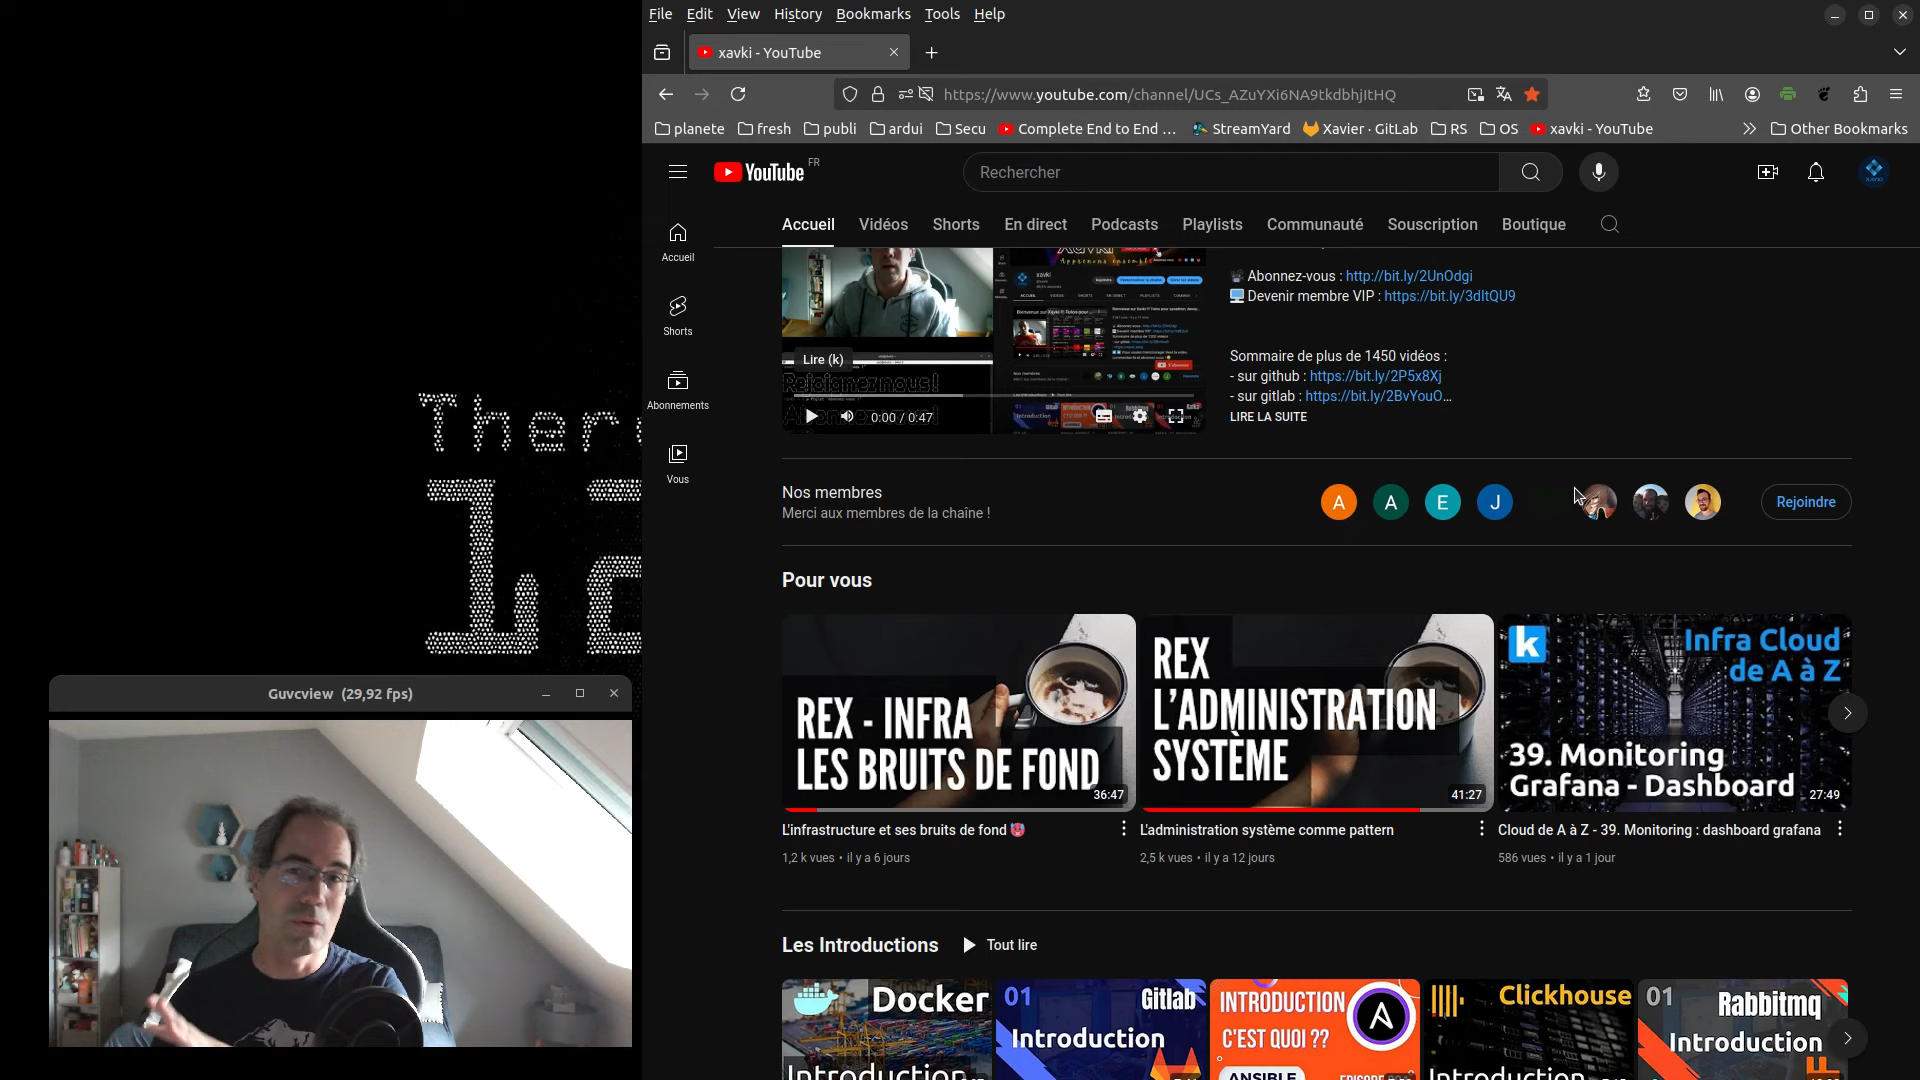 File Edit View History Bookmarks Tools Help
xavki - YouTube
https://www.youtube.com/channel/UCs_AZuYXi6NA9tkdbhjItHQ
planete fresh publi ardui Secu Complete End to End … StreamYard Xavier · GitLab RS OS xavki - YouTube Other Bookmarks
YouTube FR
Rechercher
Accueil Vidéos Shorts En direct Podcasts Playlists Communauté Souscription Boutique
Accueil
Shorts
Abonnements
Vous
Abonnez-vous : http://bit.ly/2UnOdgi
Devenir membre VIP : https://bit.ly/3dItQU9
Sommaire de plus de 1450 vidéos :
- sur github : https://bit.ly/2P5x8Xj
- sur gitlab : https://bit.ly/2BvYouO…
LIRE LA SUITE
Lire (k)
Rejoignez nous !
Abonnez
0:00 / 0:47
Nos membres
Merci aux membres de la chaîne !
A A E J
Rejoindre
Pour vous
REX - INFRA
LES BRUITS DE FOND
36:47
REX
L'ADMINISTRATION
SYSTÈME
41:27
k Infra Cloud
de A à Z
39. Monitoring
Grafana - Dashboard
27:49
L'infrastructure et ses bruits de fond
1,2 k vues • il y a 6 jours
L'administration système comme pattern
2,5 k vues • il y a 12 jours
Cloud de A à Z - 39. Monitoring : dashboard grafana
586 vues • il y a 1 jour
Les Introductions Tout lire
Docker
Introduction
01 Gitlab
Introduction
INTRODUCTION
C'EST QUOI ??
ANSIBLE
Clickhouse
Introduction
01 Rabbitmq
Introduction
Ther
Guvcview (29,92 fps)